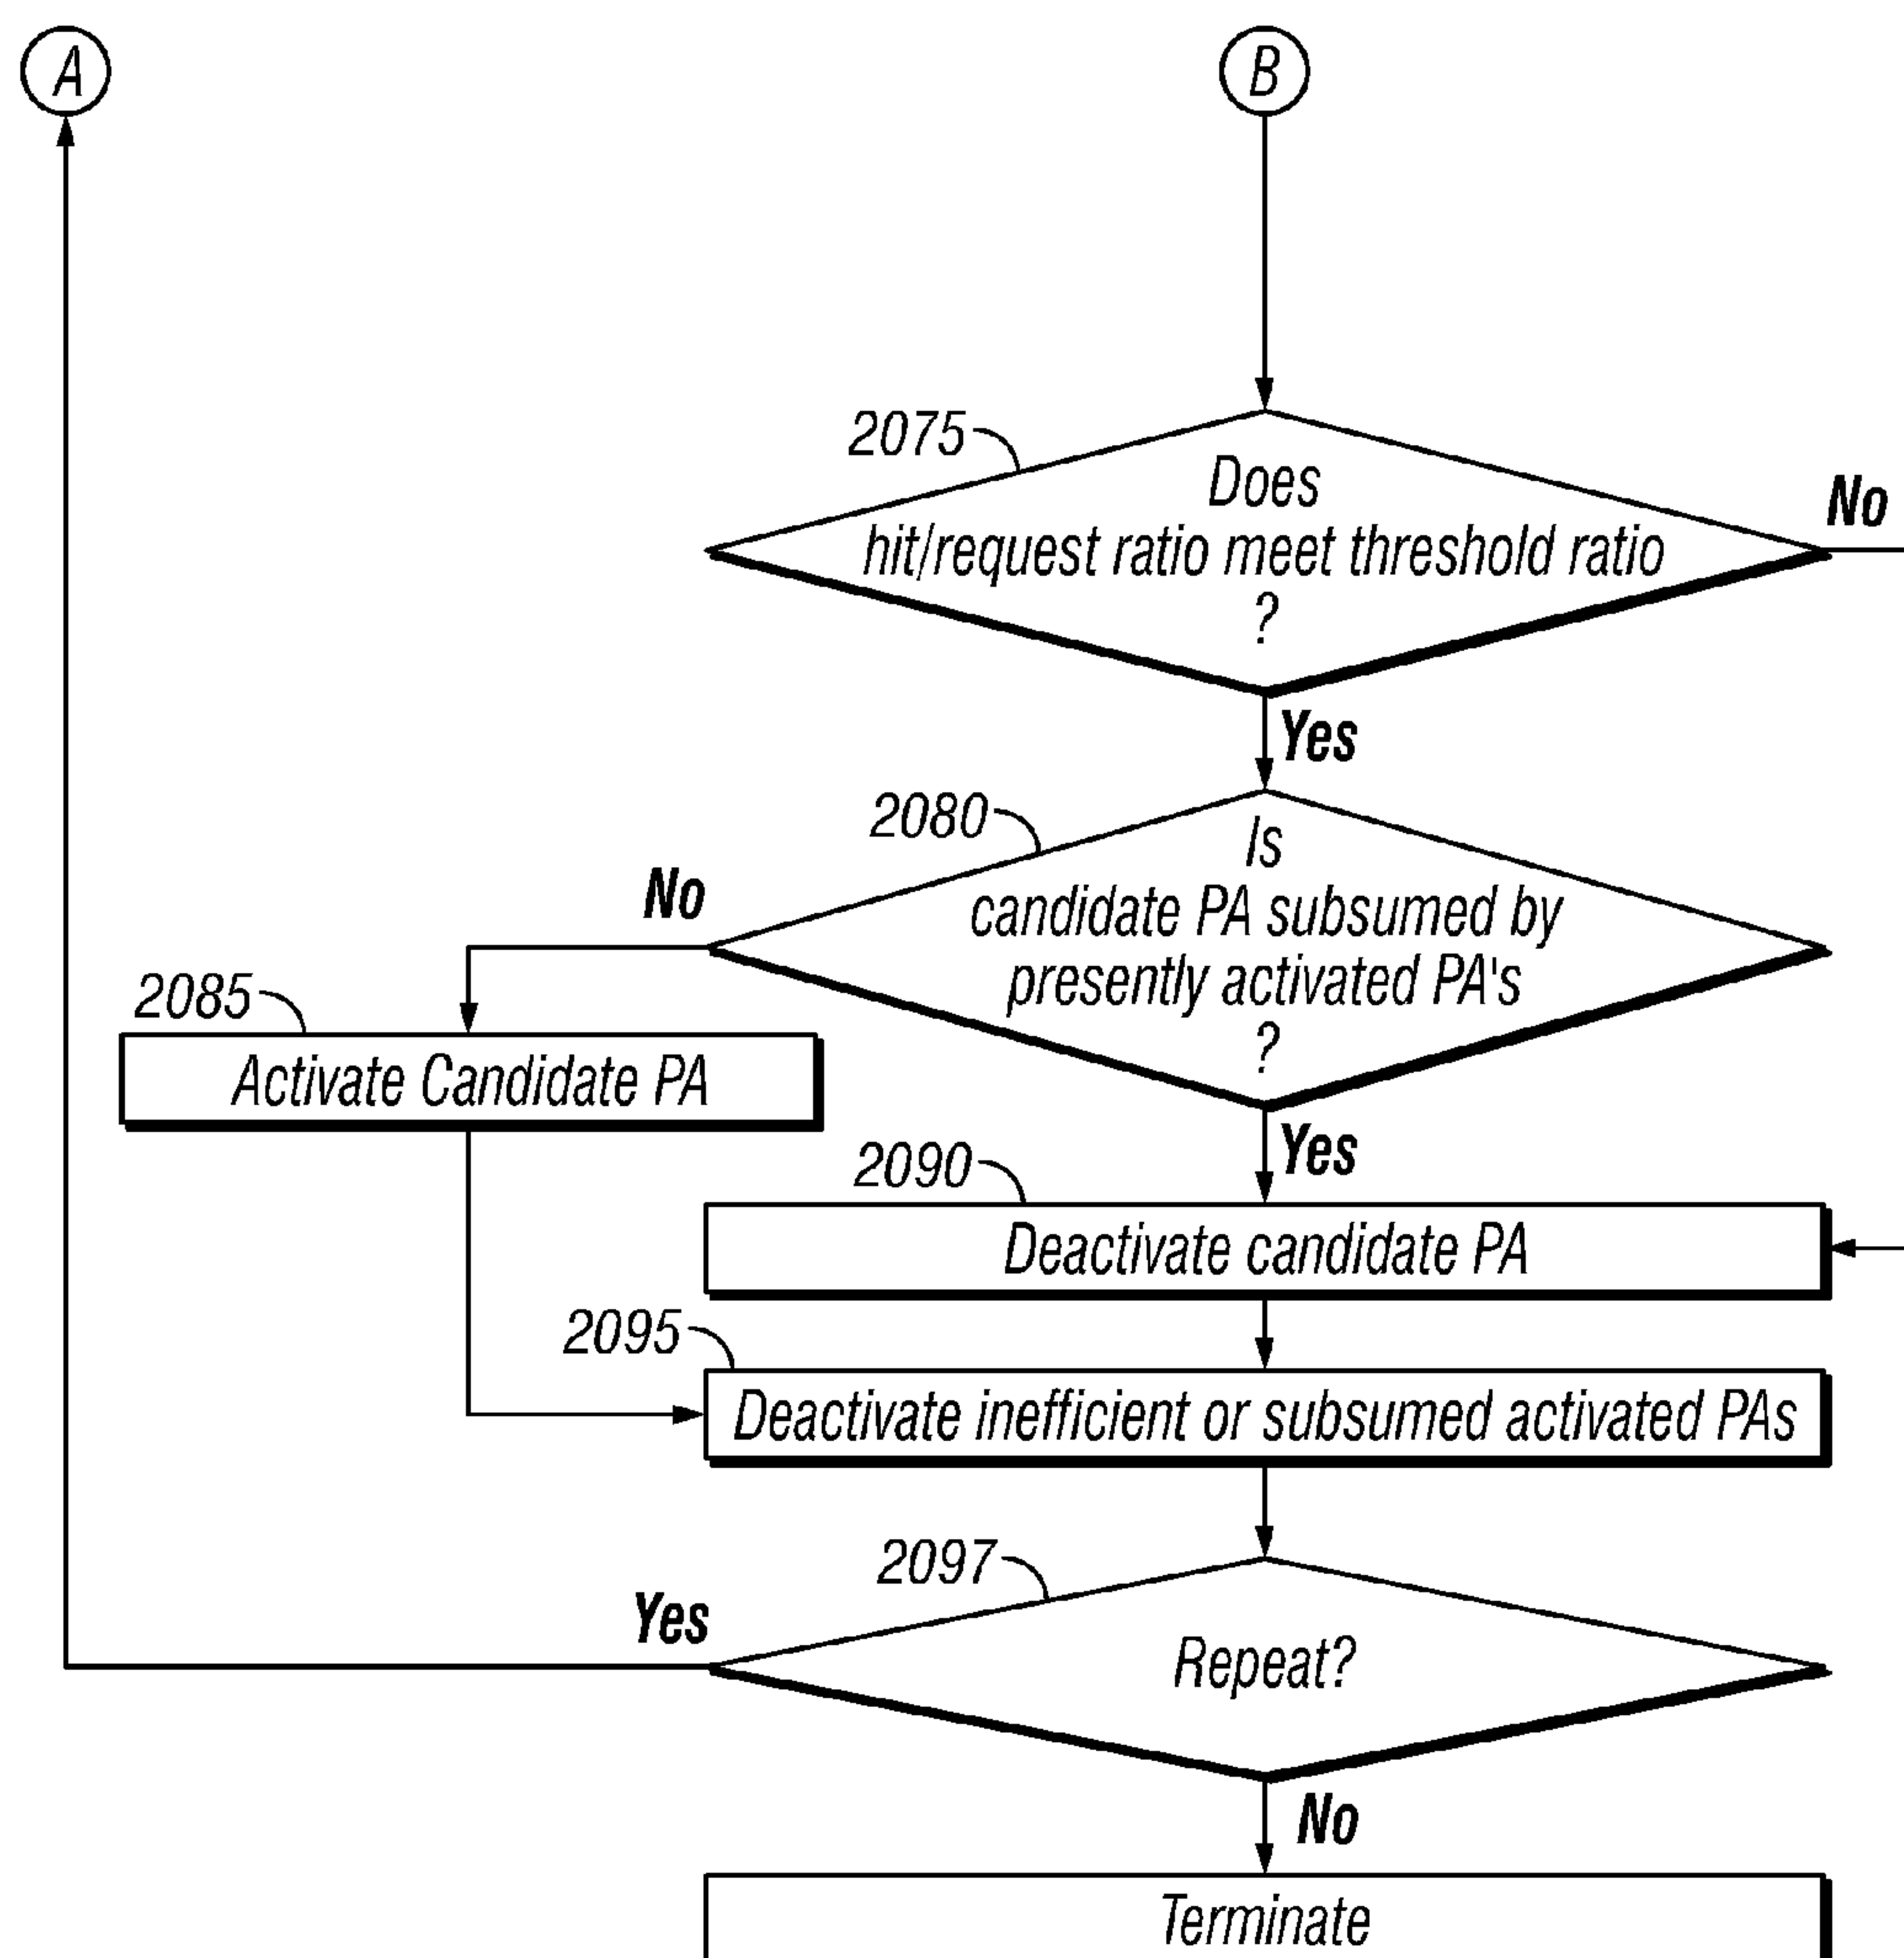 A
B
2075
Does
hit/request ratio meet threshold ratio
?
No
Yes
2080
Is
candidate PA subsumed by
presently activated PA's
?
No
2085
Activate Candidate PA
Yes
2090
Deactivate candidate PA
2095
Deactivate inefficient or subsumed activated PAs
2097
Yes
Repeat?
No
Terminate